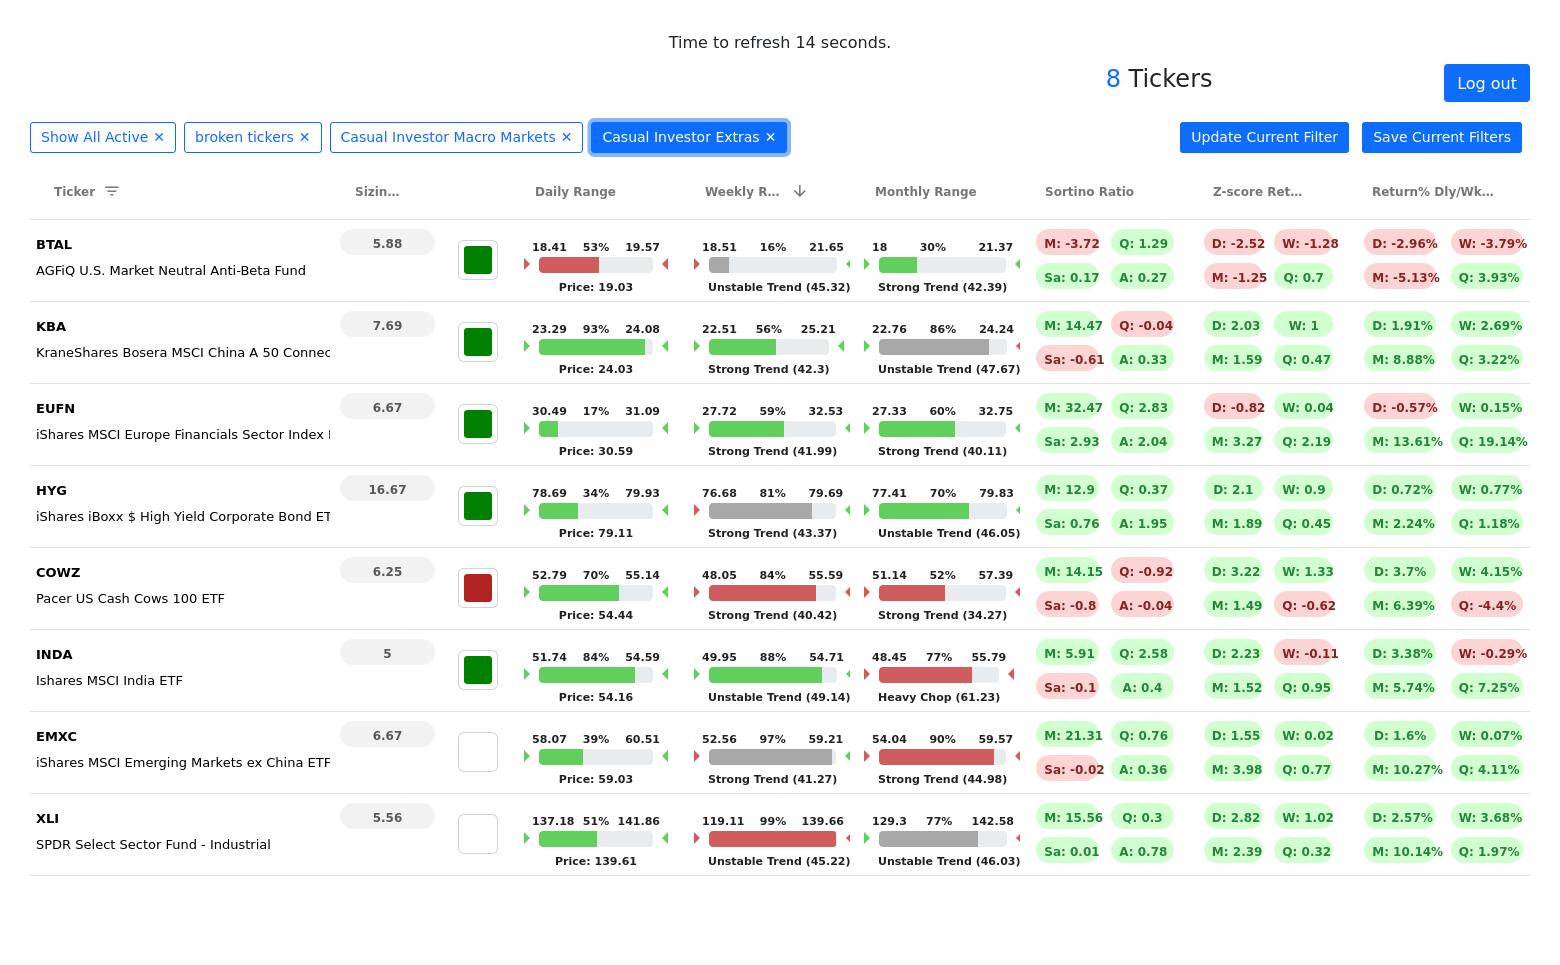 Time to refresh 14 seconds.
8 Tickers
Log out
Show All Active ✕ broken tickers ✕ Casual Investor Macro Markets ✕ Casual Investor Extras ✕ Update Current Filter Save Current Filters
Ticker Sizin... Daily Range Weekly R... Monthly Range Sortino Ratio Z-score Ret... Return% Dly/Wk...
BTAL 5.88 18.41 53% 19.57 18.51 16% 21.65 18 30% 21.37 M: -3.72 Q: 1.29 D: -2.52 W: -1.28 D: -2.96% W: -3.79%
AGFiQ U.S. Market Neutral Anti-Beta Fund Sa: 0.17 A: 0.27 M: -1.25 Q: 0.7 M: -5.13% Q: 3.93%
Price: 19.03 Unstable Trend (45.32) Strong Trend (42.39)
KBA 7.69 23.29 93% 24.08 22.51 56% 25.21 22.76 86% 24.24 M: 14.47 Q: -0.04 D: 2.03 W: 1 D: 1.91% W: 2.69%
KraneShares Bosera MSCI China A 50 Connec Sa: -0.61 A: 0.33 M: 1.59 Q: 0.47 M: 8.88% Q: 3.22%
Price: 24.03 Strong Trend (42.3) Unstable Trend (47.67)
EUFN 6.67 30.49 17% 31.09 27.72 59% 32.53 27.33 60% 32.75 M: 32.47 Q: 2.83 D: -0.82 W: 0.04 D: -0.57% W: 0.15%
iShares MSCI Europe Financials Sector Index Sa: 2.93 A: 2.04 M: 3.27 Q: 2.19 M: 13.61% Q: 19.14%
Price: 30.59 Strong Trend (41.99) Strong Trend (40.11)
HYG 16.67 78.69 34% 79.93 76.68 81% 79.69 77.41 70% 79.83 M: 12.9 Q: 0.37 D: 2.1 W: 0.9 D: 0.72% W: 0.77%
iShares iBoxx $ High Yield Corporate Bond ET Sa: 0.76 A: 1.95 M: 1.89 Q: 0.45 M: 2.24% Q: 1.18%
Price: 79.11 Strong Trend (43.37) Unstable Trend (46.05)
COWZ 6.25 52.79 70% 55.14 48.05 84% 55.59 51.14 52% 57.39 M: 14.15 Q: -0.92 D: 3.22 W: 1.33 D: 3.7% W: 4.15%
Pacer US Cash Cows 100 ETF Sa: -0.8 A: -0.04 M: 1.49 Q: -0.62 M: 6.39% Q: -4.4%
Price: 54.44 Strong Trend (40.42) Strong Trend (34.27)
INDA 5 51.74 84% 54.59 49.95 88% 54.71 48.45 77% 55.79 M: 5.91 Q: 2.58 D: 2.23 W: -0.11 D: 3.38% W: -0.29%
Ishares MSCI India ETF Sa: -0.1 A: 0.4 M: 1.52 Q: 0.95 M: 5.74% Q: 7.25%
Price: 54.16 Unstable Trend (49.14) Heavy Chop (61.23)
EMXC 6.67 58.07 39% 60.51 52.56 97% 59.21 54.04 90% 59.57 M: 21.31 Q: 0.76 D: 1.55 W: 0.02 D: 1.6% W: 0.07%
iShares MSCI Emerging Markets ex China ETF Sa: -0.02 A: 0.36 M: 3.98 Q: 0.77 M: 10.27% Q: 4.11%
Price: 59.03 Strong Trend (41.27) Strong Trend (44.98)
XLI 5.56 137.18 51% 141.86 119.11 99% 139.66 129.3 77% 142.58 M: 15.56 Q: 0.3 D: 2.82 W: 1.02 D: 2.57% W: 3.68%
SPDR Select Sector Fund - Industrial Sa: 0.01 A: 0.78 M: 2.39 Q: 0.32 M: 10.14% Q: 1.97%
Price: 139.61 Unstable Trend (45.22) Unstable Trend (46.03)